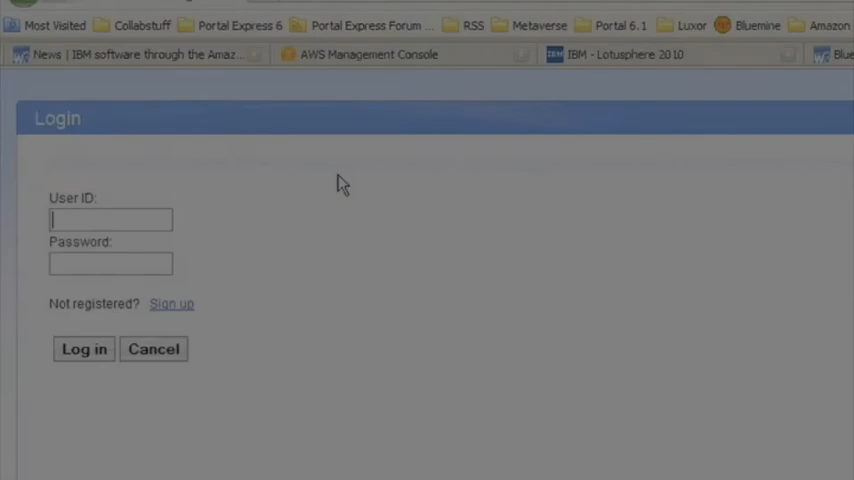 Most Visited Collabstuff Portal Express 6 Portal Express Forum ... RSS Metaverse Portal 6.1 Luxor Bluemine Amazon
News | IBM software through the Amaz... AWS Management Console IBM IBM - Lotusphere 2010 Blue
Login
User ID:
Password:
Not registered? Sign up
Log in Cancel